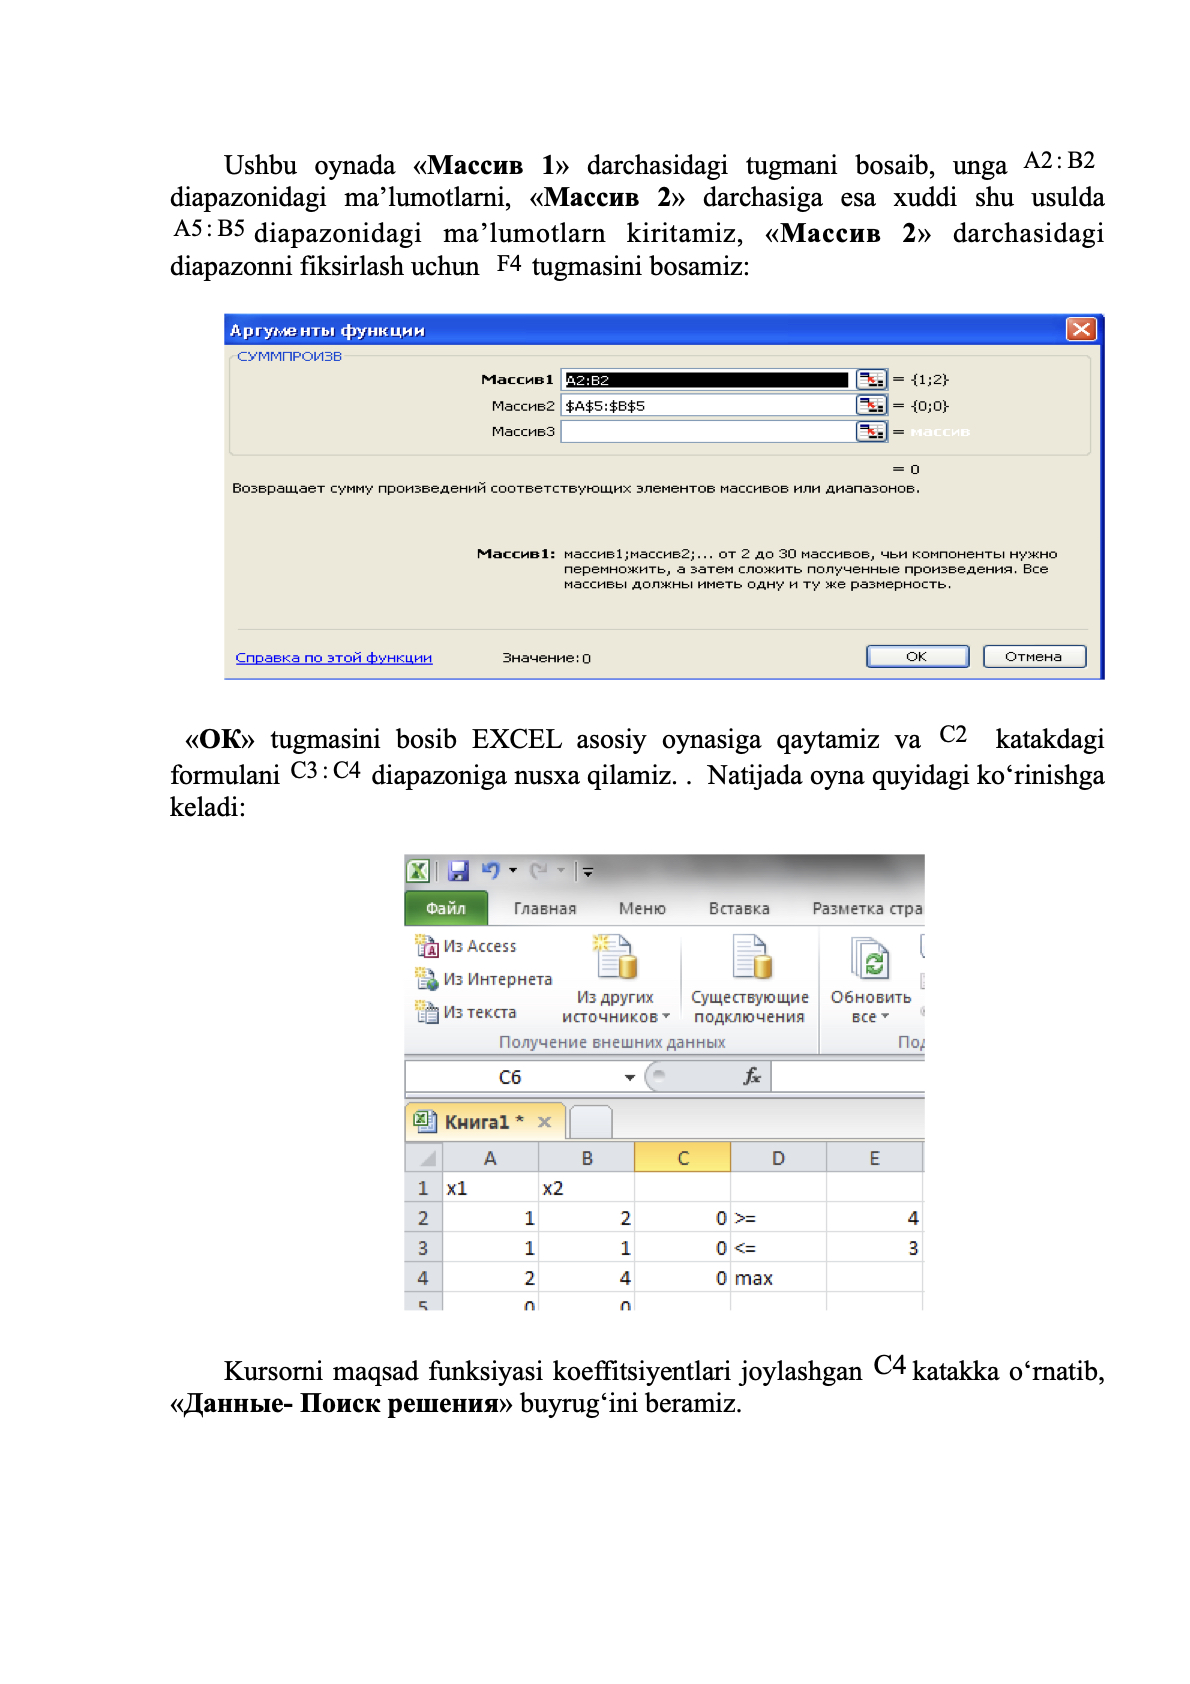 Ushbu oynada «Массив 1» darchasidagi tugmani bosaib, unga A2:B2
diapazonidagi ma’lumotlarni, «Массив 2» darchasiga esa xuddi shu usulda
A5:B5 diapazonidagi ma’lumotlarn kiritamiz, «Массив 2» darchasidagi
diapazonni fiksirlash uchun F4 tugmasini bosamiz:
Аргументы функции
СУММПРОИЗВ
Массив1 A2:B2 = {1;2}
Массив2 $A$5:$B$5 = {0;0}
Массив3 = массив
= 0
Возвращает сумму произведений соответствующих элементов массивов или диапазонов.
Массив1: массив1;массив2;... от 2 до 30 массивов, чьи компоненты нужно
перемножить, а затем сложить полученные произведения. Все
массивы должны иметь одну и ту же размерность.
Справка по этой функции Значение:0 ОК Отмена
«ОК» tugmasini bosib EXCEL asosiy oynasiga qaytamiz va C2 katakdagi
formulani C3:C4 diapazoniga nusxa qilamiz. . Natijada oyna quyidagi ko‘rinishga
keladi:
Файл Главная Меню Вставка Разметка стра
Из Access
Из Интернета
Из текста
Из других
источников
Существующие
подключения
Обновить
все
Получение внешних данных Под
C6 fx
Книга1 *
A B C D E
1 x1 x2
2 1 2 0 >= 4
3 1 1 0 <= 3
4 2 4 0 max
5 0 0
Kursorni maqsad funksiyasi koeffitsiyentlari joylashgan C4 katakka o‘rnatib,
«Данные- Поиск решения» buyrug‘ini beramiz.